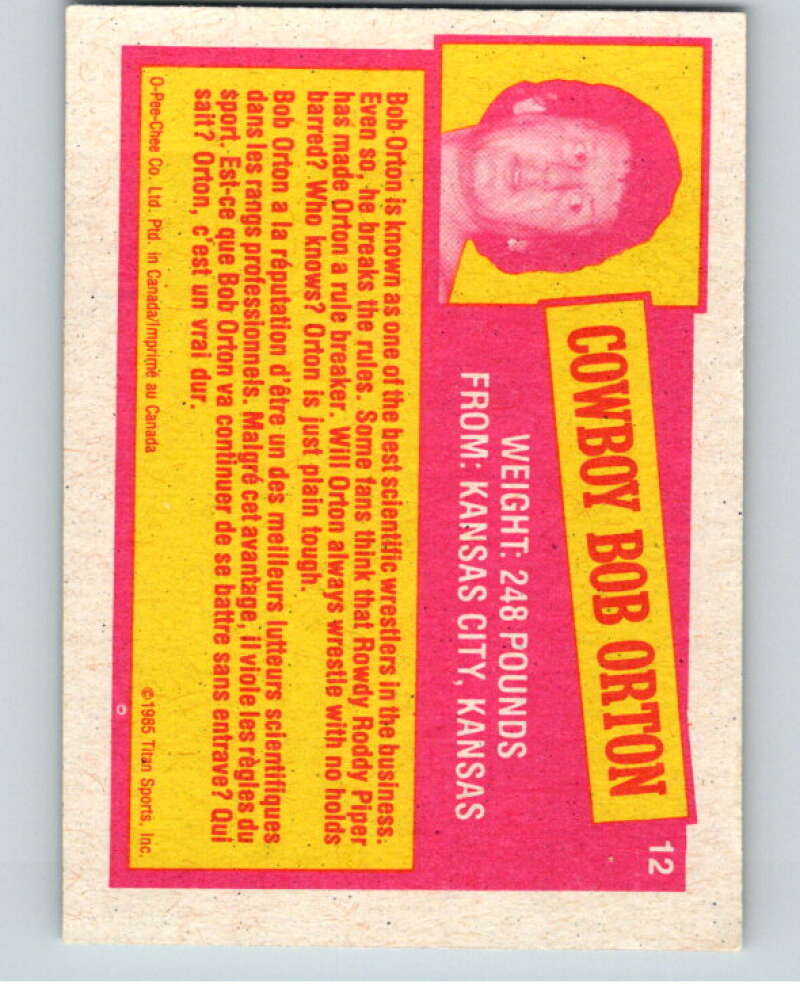 12
COWBOY BOB ORTON
WEIGHT: 248 POUNDS
FROM: KANSAS CITY, KANSAS
Bob Orton is known as one of the best scientific wrestlers in the business.
Even so, he breaks the rules. Some fans think that Rowdy Roddy Piper
has made Orton a rule breaker. Will Orton always wrestle with no holds
barred? Who knows? Orton is just plain tough.
Bob Orton a la réputation d'être un des meilleurs lutteurs scientifiques
dans les rangs professionnels. Malgré cet avantage, il viole les règles du
sport. Est-ce que Bob Orton va continuer de se battre sans entrave? Qui
sait? Orton, c'est un vrai dur.
O-Pee-Chee Co. Ltd. Ptd. in Canada/Imprimé au Canada
©1985 Titan Sports, Inc.